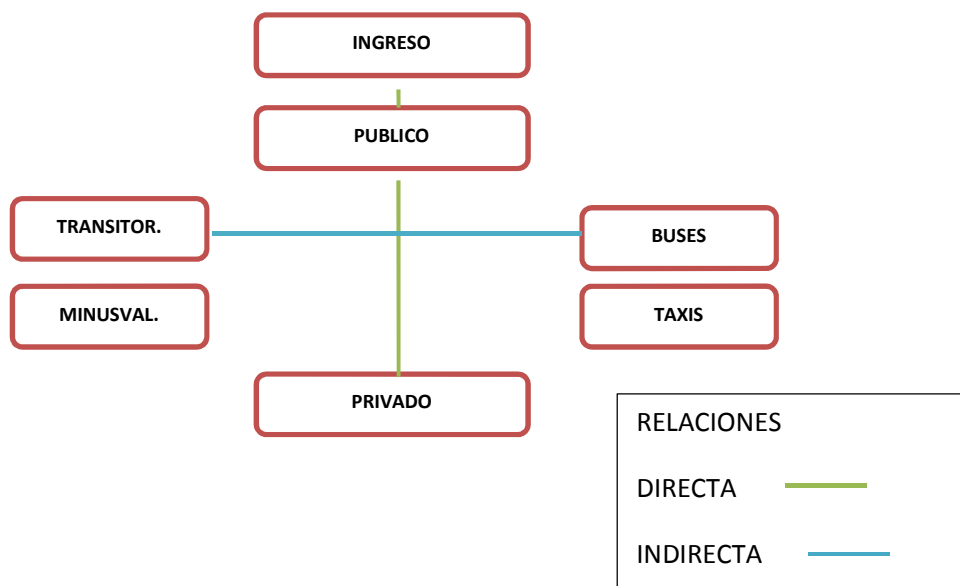 INGRESO
PUBLICO
TRANSITOR.
BUSES
MINUSVAL.
TAXIS
PRIVADO
RELACIONES
DIRECTA
INDIRECTA